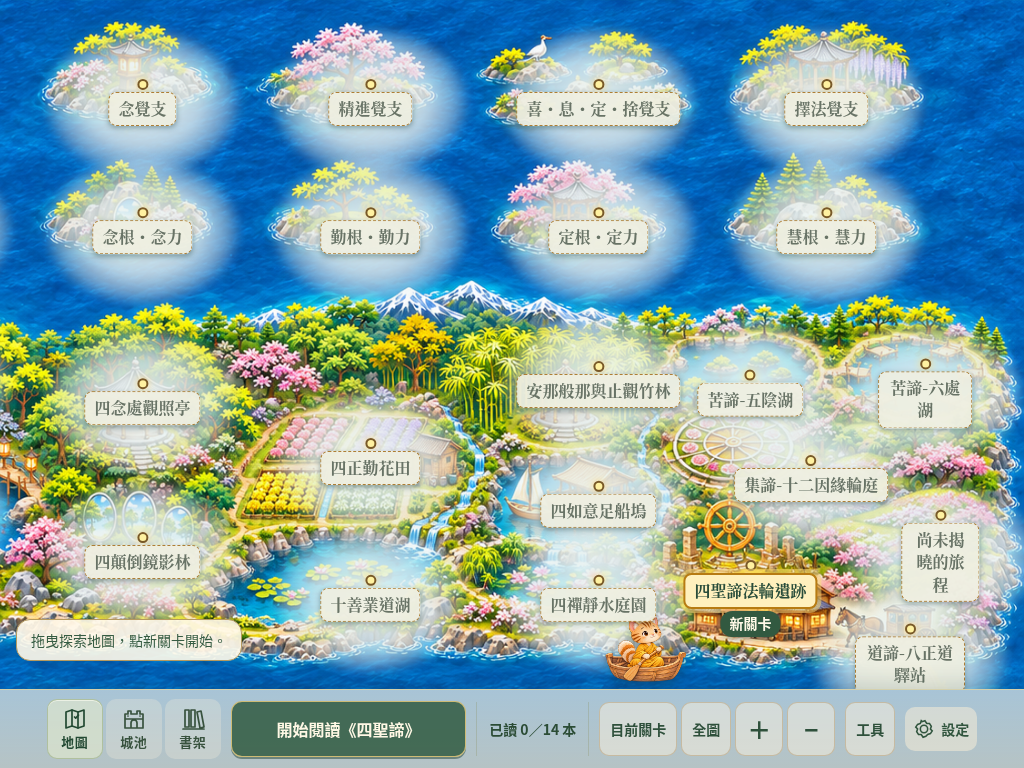 念覺支
精進覺支
喜・息・定・捨覺支
擇法覺支
念根・念力
勤根・勤力
定根・定力
慧根・慧力
四念處觀照亭
安那般那與止觀竹林
苦諦-五陰湖
苦諦-六處
湖
四正勤花田
集諦-十二因緣輪庭
四如意足船塢
四顛倒鏡影林
尚未揭
曉的旅
程
十善業道湖
四禪靜水庭園
四聖諦法輪遺跡
新關卡
拖曳探索地圖，點新關卡開始。
道諦-八正道
驛站
地圖
城池
書架
開始閱讀《四聖諦》
已讀 0／14 本
目前關卡
全圖
+
−
工具
設定